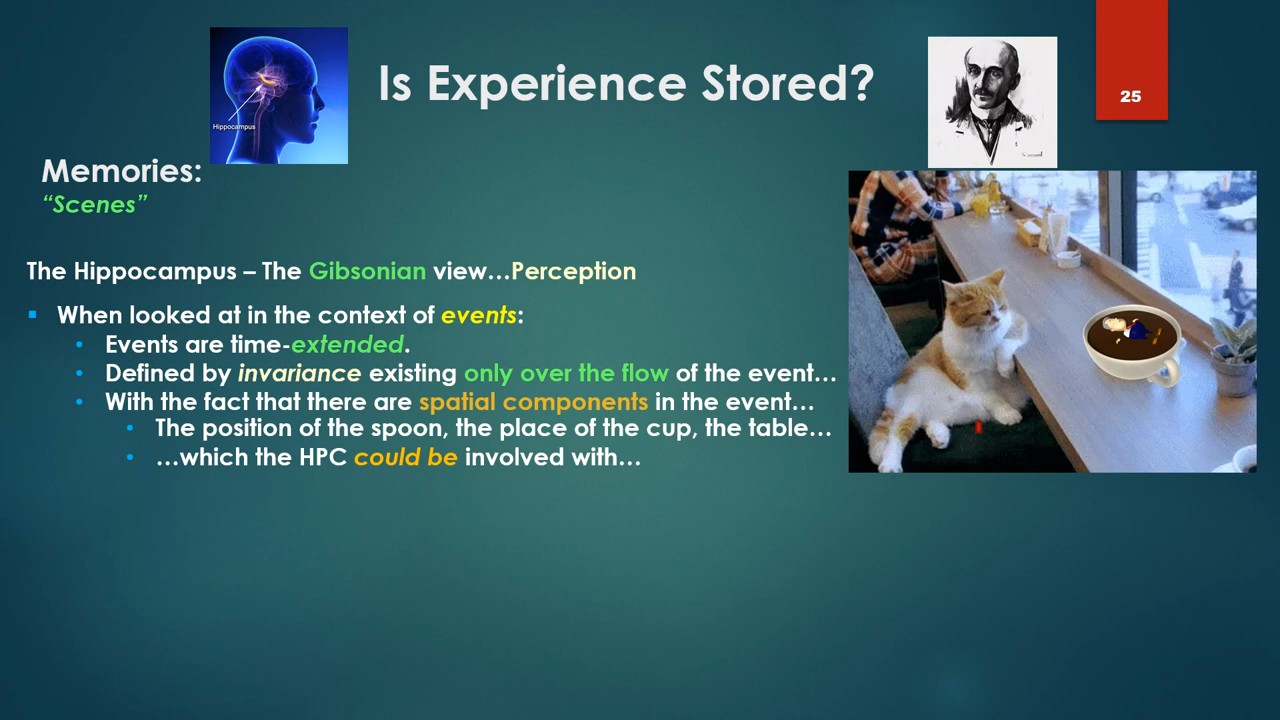 Is Experience Stored?
25
Hippocampus
Memories:
“Scenes”
The Hippocampus – The Gibsonian view…Perception
When looked at in the context of events:
Events are time-extended.
Defined by invariance existing only over the flow of the event…
With the fact that there are spatial components in the event…
The position of the spoon, the place of the cup, the table…
…which the HPC could be involved with…